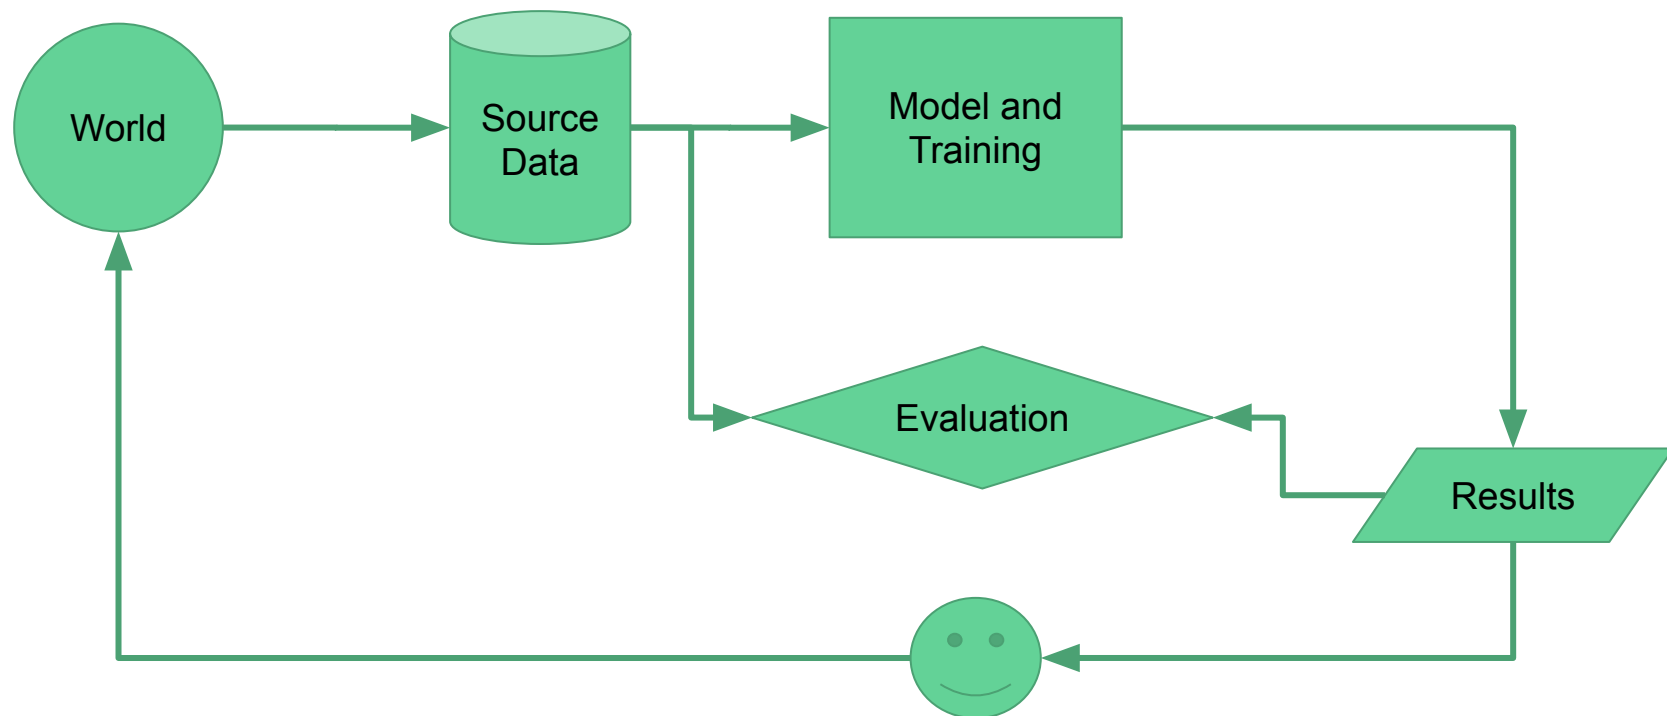 World
Source
Data
Model and
Training
Evaluation
Results